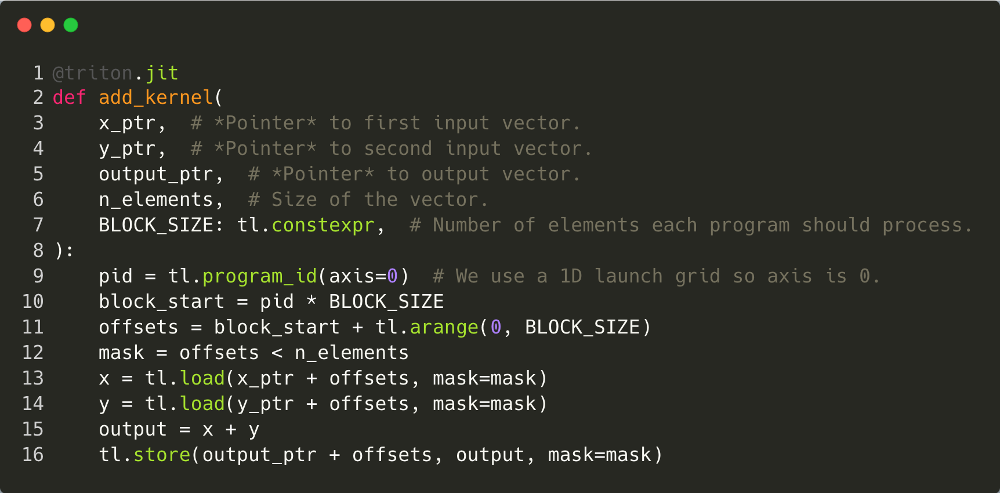 1 @triton.jit
2 def add_kernel(
3     x_ptr,  # *Pointer* to first input vector.
4     y_ptr,  # *Pointer* to second input vector.
5     output_ptr,  # *Pointer* to output vector.
6     n_elements,  # Size of the vector.
7     BLOCK_SIZE: tl.constexpr,  # Number of elements each program should process.
8 ):
9     pid = tl.program_id(axis=0)  # We use a 1D launch grid so axis is 0.
10     block_start = pid * BLOCK_SIZE
11     offsets = block_start + tl.arange(0, BLOCK_SIZE)
12     mask = offsets < n_elements
13     x = tl.load(x_ptr + offsets, mask=mask)
14     y = tl.load(y_ptr + offsets, mask=mask)
15     output = x + y
16     tl.store(output_ptr + offsets, output, mask=mask)